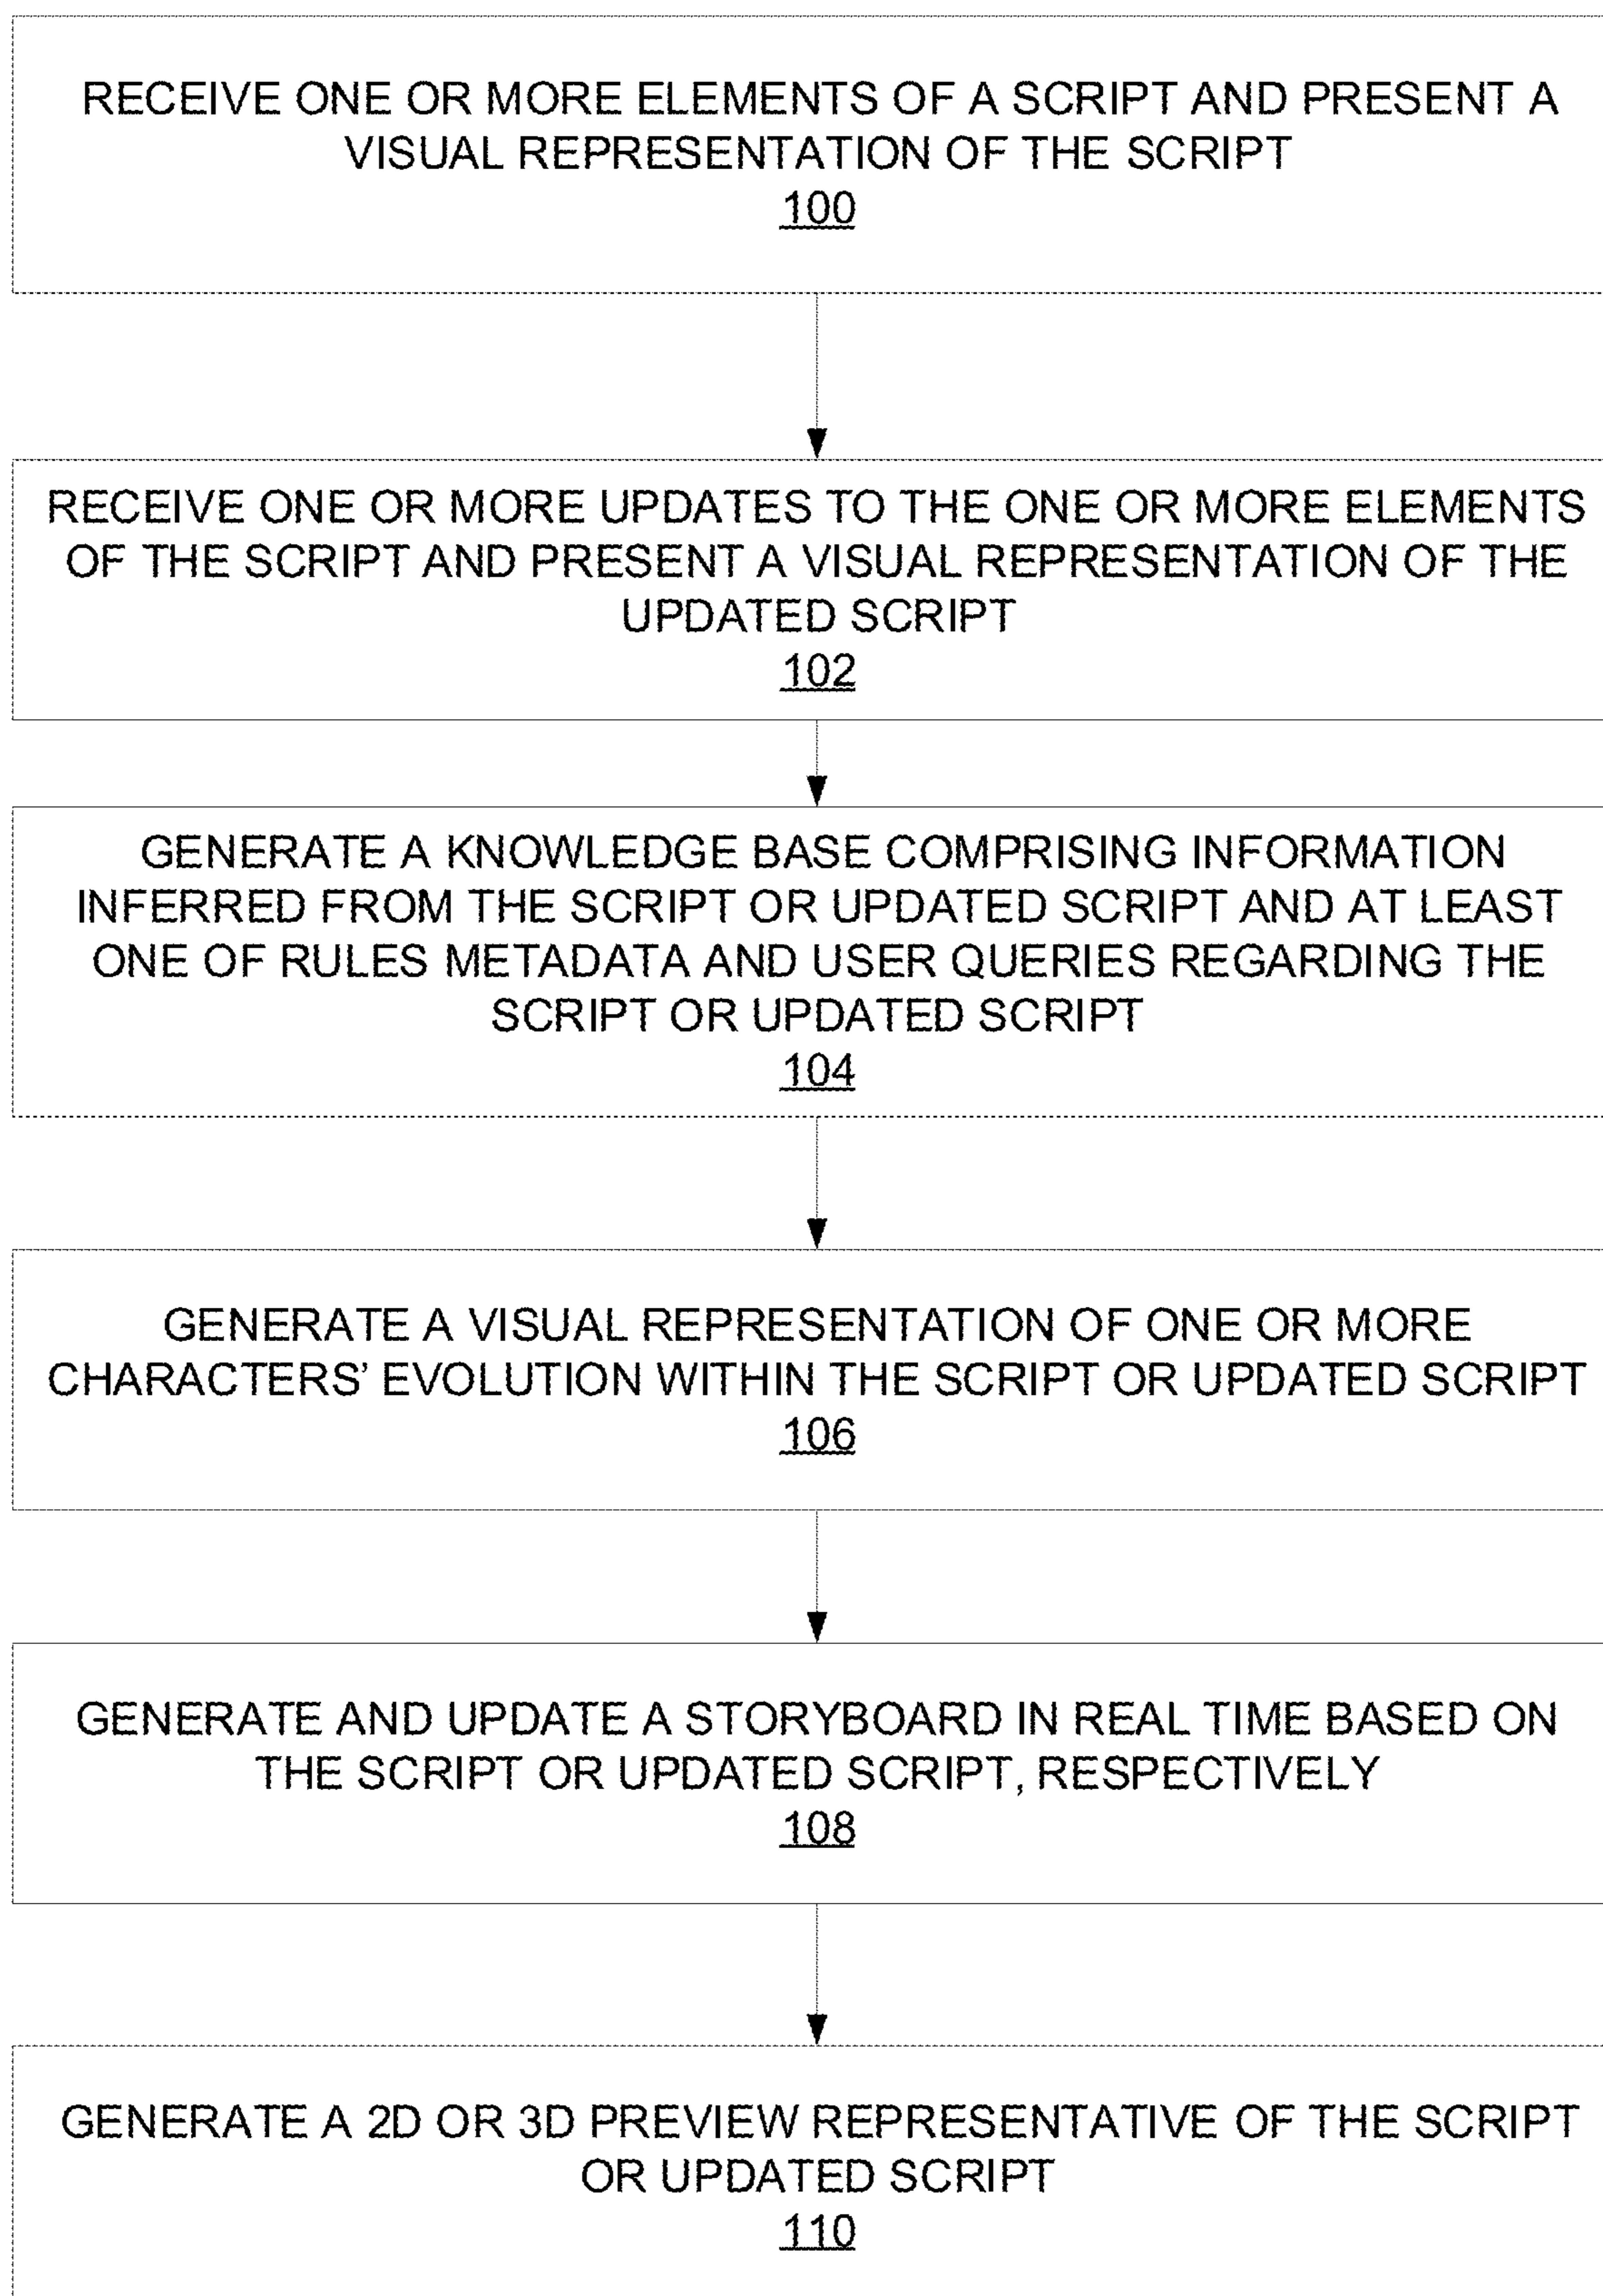 RECEIVE ONE OR MORE ELEMENTS OF A SCRIPT AND PRESENT A
VISUAL REPRESENTATION OF THE SCRIPT
100
RECEIVE ONE OR MORE UPDATES TO THE ONE OR MORE ELEMENTS
OF THE SCRIPT AND PRESENT A VISUAL REPRESENTATION OF THE
UPDATED SCRIPT
102
GENERATE A KNOWLEDGE BASE COMPRISING INFORMATION
INFERRED FROM THE SCRIPT OR UPDATED SCRIPT AND AT LEAST
ONE OF RULES METADATA AND USER QUERIES REGARDING THE
SCRIPT OR UPDATED SCRIPT
104
GENERATE A VISUAL REPRESENTATION OF ONE OR MORE
CHARACTERS’ EVOLUTION WITHIN THE SCRIPT OR UPDATED SCRIPT
106
GENERATE AND UPDATE A STORYBOARD IN REAL TIME BASED ON
THE SCRIPT OR UPDATED SCRIPT, RESPECTIVELY
108
GENERATE A 2D OR 3D PREVIEW REPRESENTATIVE OF THE SCRIPT
OR UPDATED SCRIPT
110